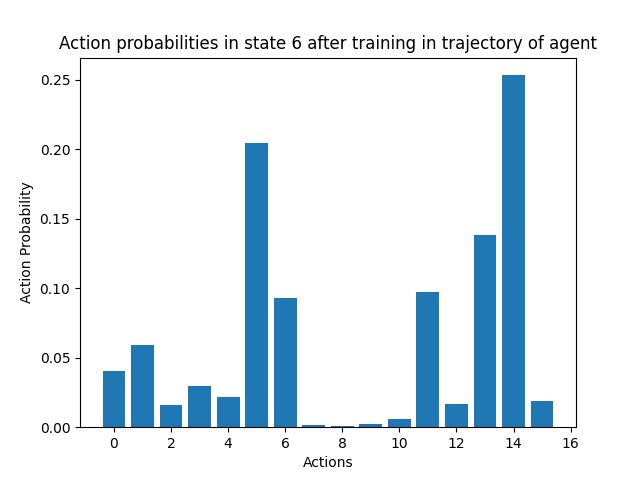 Action probabilities in state 6 after training in trajectory of agent
0.25
0.20
0.15
0.10
0.05
0.00
Action Probability
0 2 4 6 8 10 12 14 16
Actions